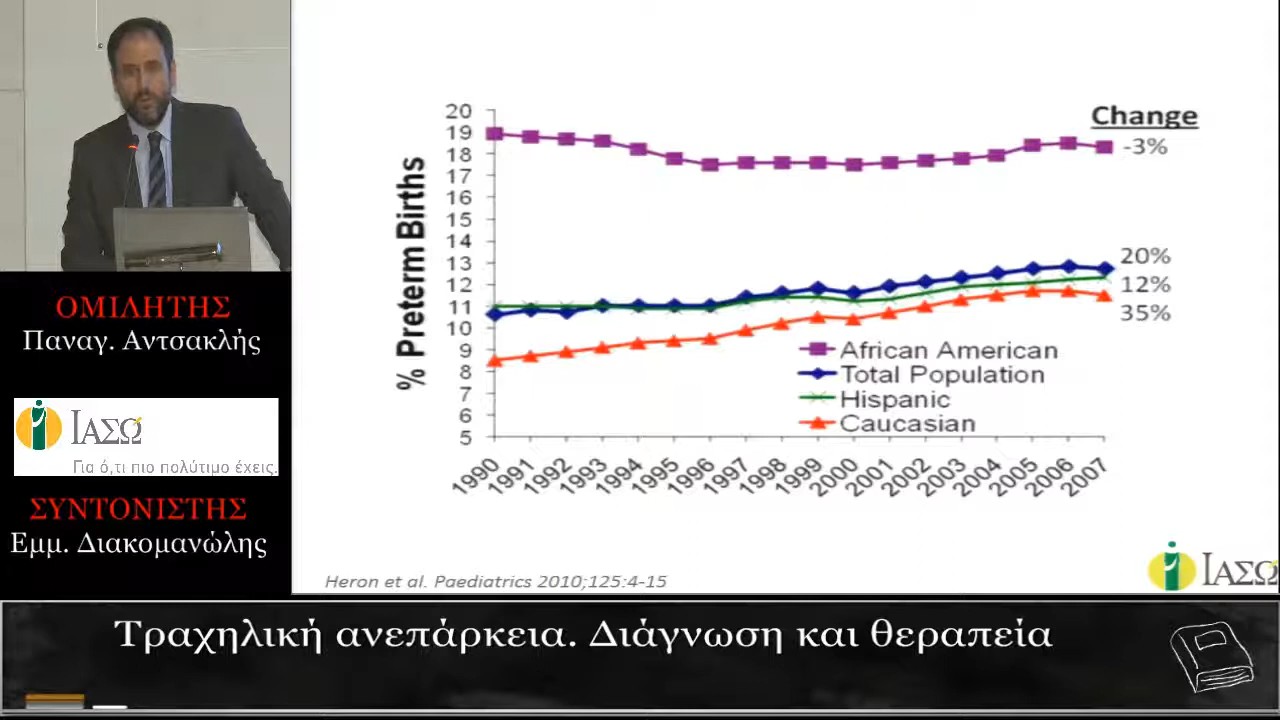 ΟΜΙΛΗΤΗΣ
Παναγ. Αντσακλής
ΙΑΣΩ
Για ό,τι πιο πολύτιμο έχεις.
ΣΥΝΤΟΝΙΣΤΗΣ
Εμμ. Διακομανώλης
% Preterm Births
20
19
18
17
16
15
14
13
12
11
10
9
8
7
6
5
1990
1991
1992
1993
1994
1995
1996
1997
1998
1999
2000
2001
2002
2003
2004
2005
2006
2007
Change
-3%
20%
12%
35%
African American
Total Population
Hispanic
Caucasian
Heron et al. Paediatrics 2010;125:4-15
ΙΑΣΩ
Τραχηλική ανεπάρκεια. Διάγνωση και θεραπεία